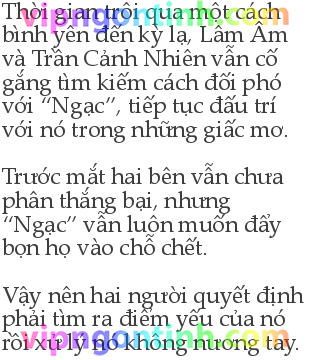 Thời gian trôi qua một cách
bình yên đến kỳ lạ, Lâm Âm
và Trần Cảnh Nhiên vẫn cố
gắng tìm kiếm cách đối phó
với “Ngạc”, tiếp tục đấu trí
với nó trong những giấc mơ.
Trước mắt hai bên vẫn chưa
phân thắng bại, nhưng
“Ngạc” vẫn luôn muốn đẩy
bọn họ vào chỗ chết.
Vậy nên hai người quyết định
phải tìm ra điểm yếu của nó
rồi xử lý nó không nương tay.
vipngontinh.com
vipngontinh.com